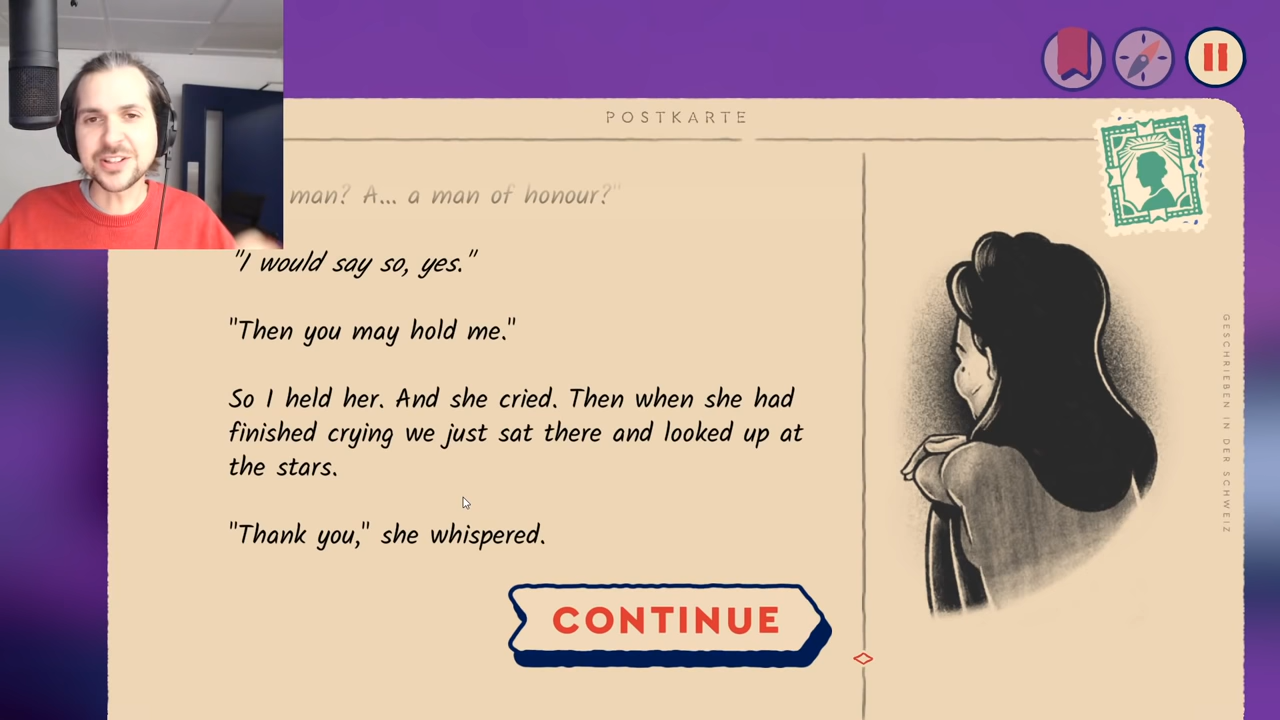 POSTKARTE
man? A... a man of honour?"
"I would say so, yes."
"Then you may hold me."
So I held her. And she cried. Then when she had
finished crying we just sat there and looked up at
the stars.
"Thank you," she whispered.
CONTINUE
GESCHRIEBEN IN DER SCHWEIZ